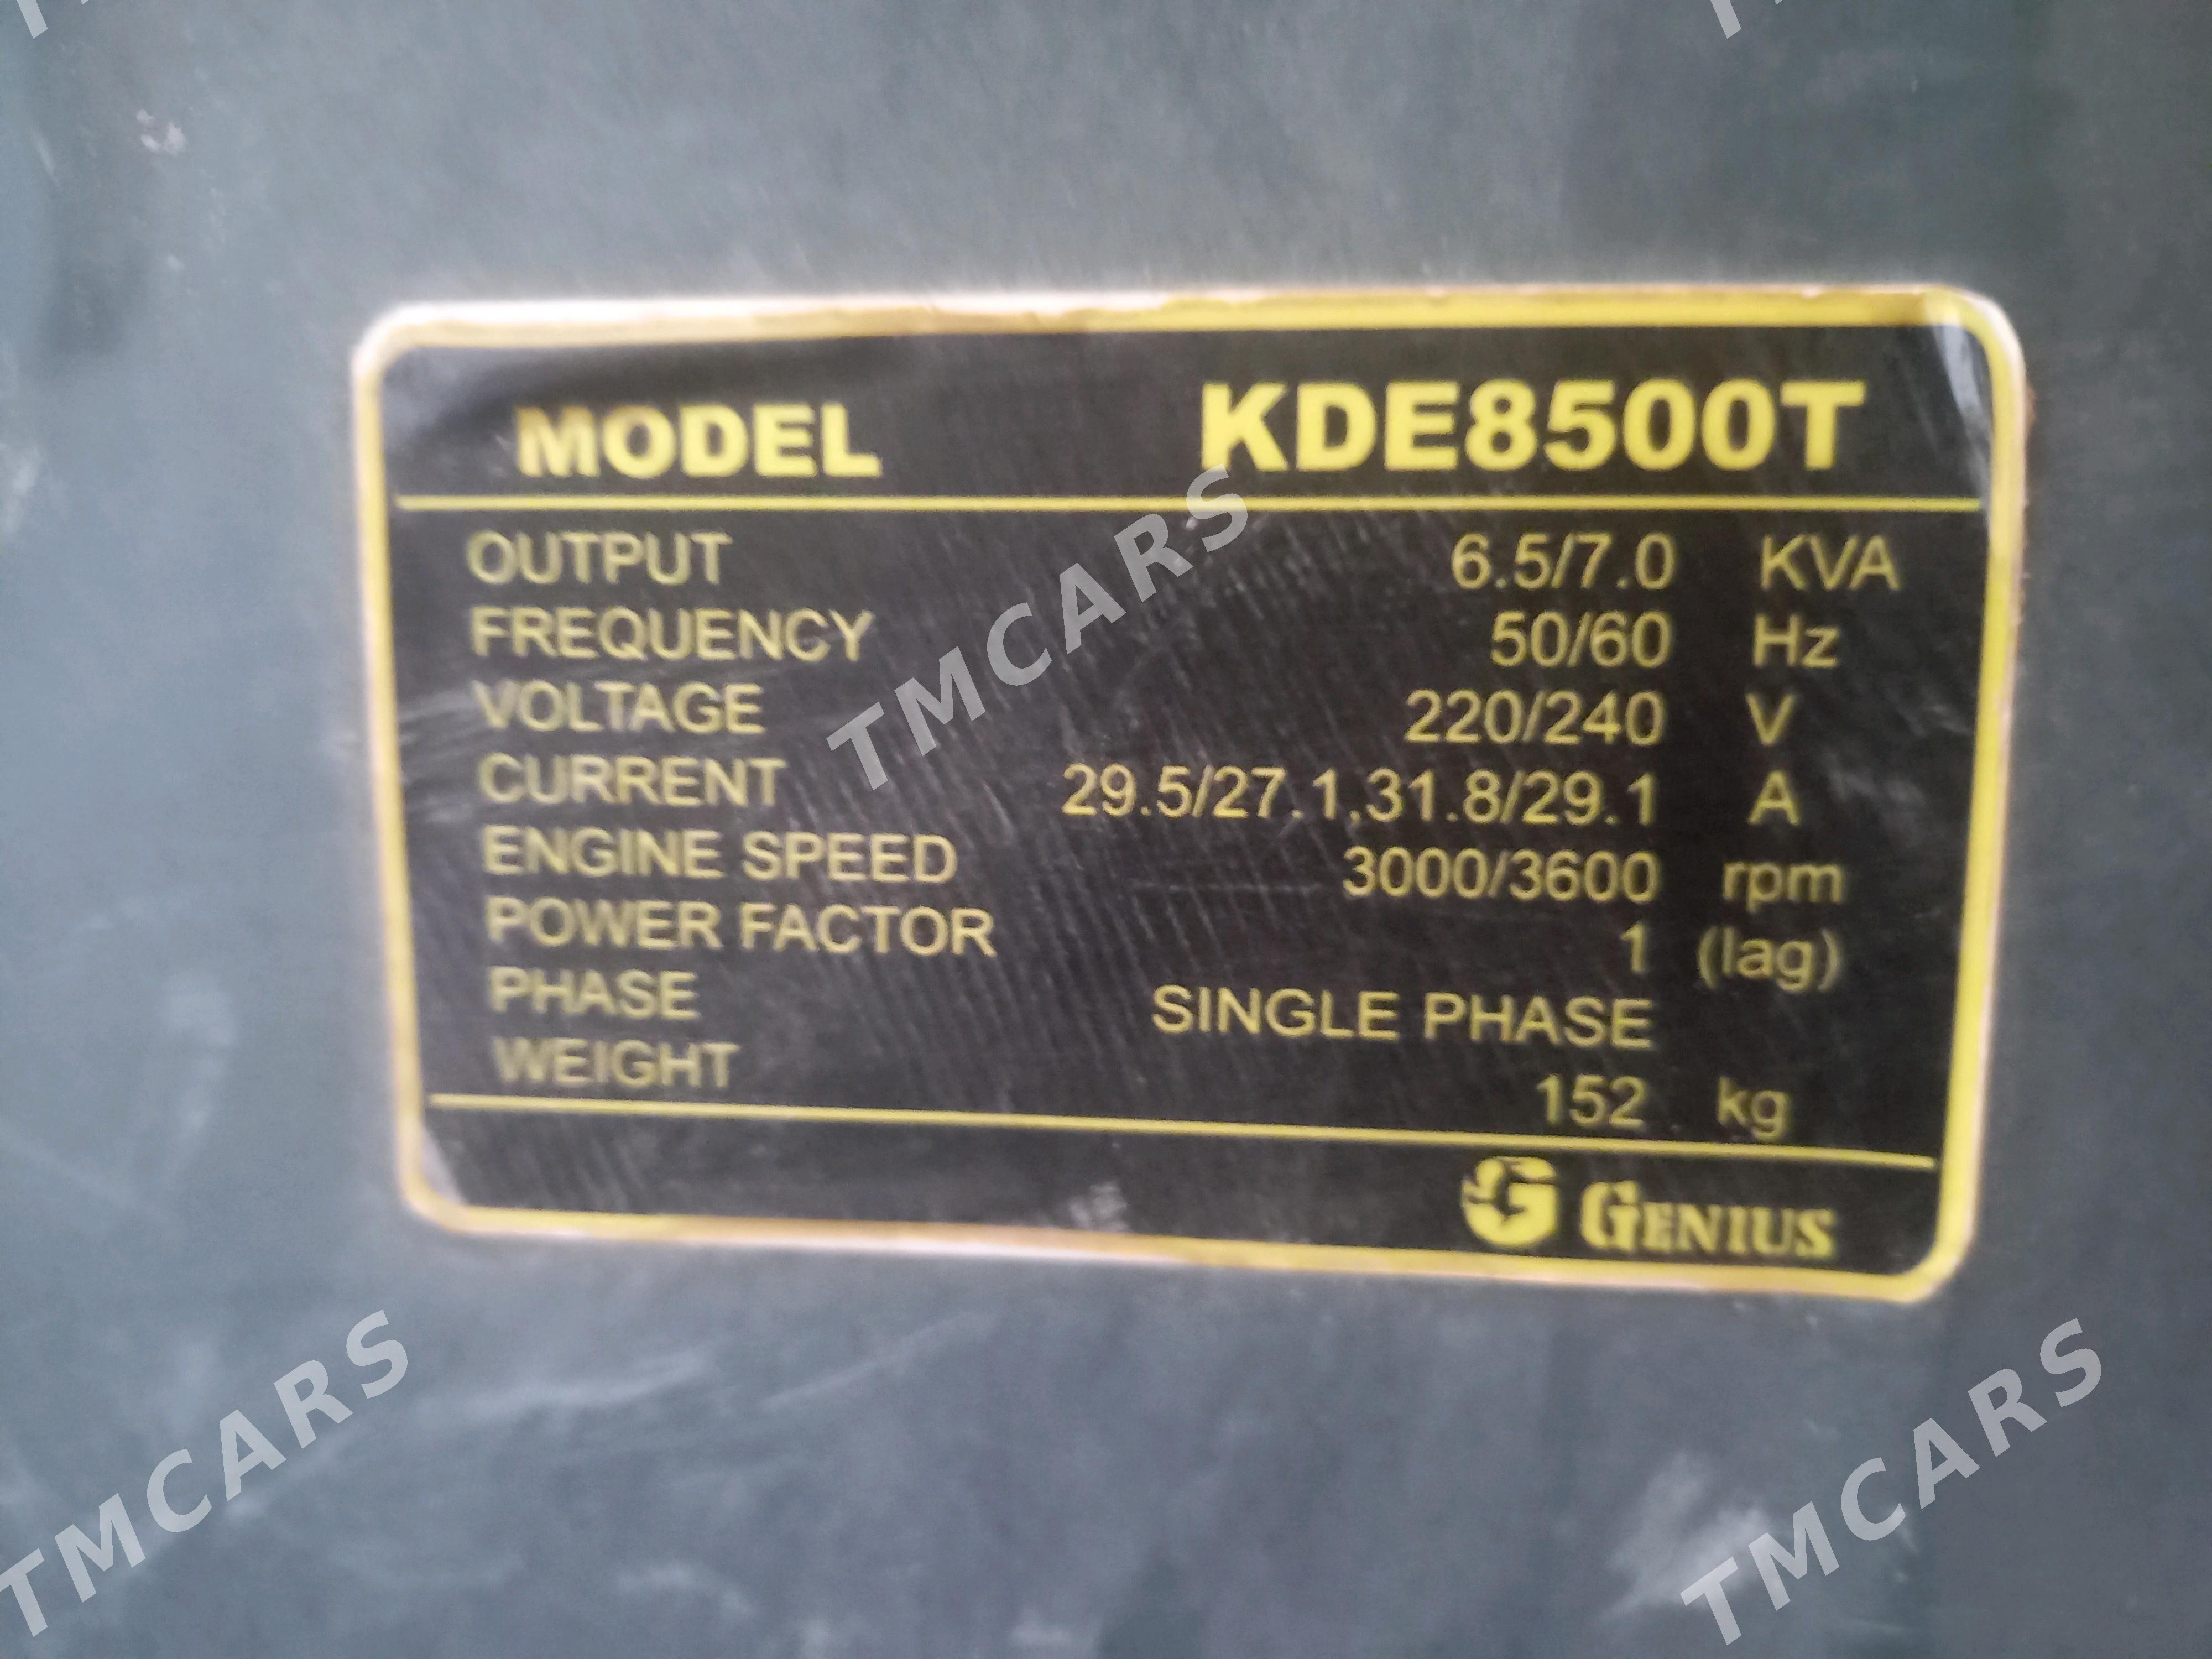 MODEL KDE8500T
OUTPUT 6.5/7.0 KVA
FREQUENCY 50/60 Hz
VOLTAGE 220/240 V
CURRENT 29.5/27.1,31.8/29.1 A
ENGINE SPEED 3000/3600 rpm
POWER FACTOR 1 (lag)
PHASE SINGLE PHASE
WEIGHT 152 kg
G GENIUS
TMCARS
TMCARS
TMCARS